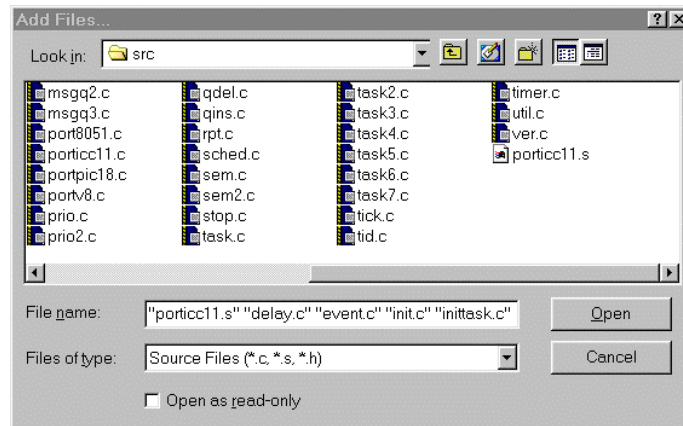 Add Files...
Look in: src
msgq2.c qdel.c task2.c timer.c
msgq3.c qins.c task3.c util.c
port8051.c rpt.c task4.c ver.c
porticc11.c sched.c task5.c porticc11.s
portpic18.c sem.c task6.c
portv8.c sem2.c task7.c
prio.c stop.c tick.c
prio2.c task.c tid.c
File name: "porticc11.s" "delay.c" "event.c" "init.c" "inittask.c" Open
Files of type: Source Files (*.c, *.s, *.h) Cancel
Open as read-only